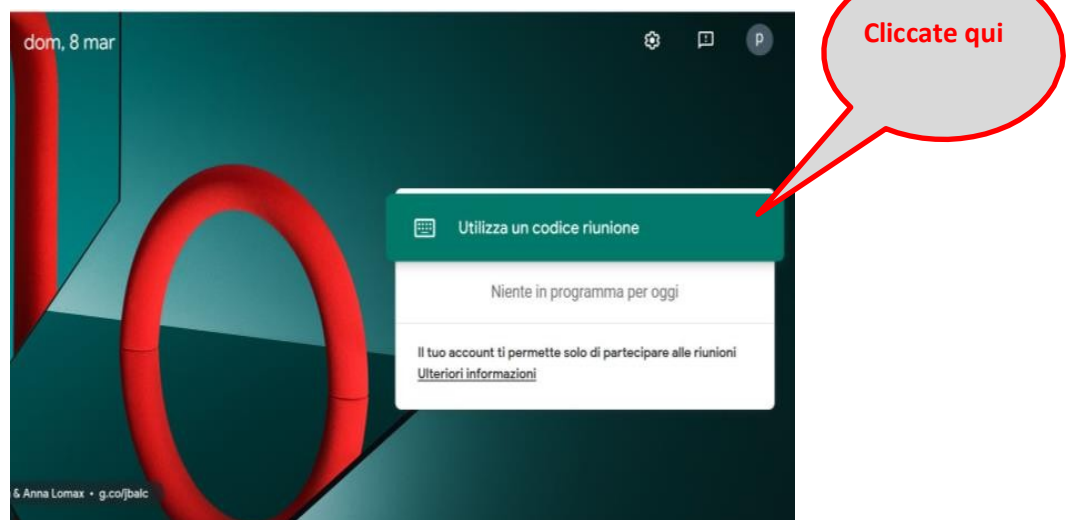 dom, 8 mar
P
Cliccate qui
Utilizza un codice riunione
Niente in programma per oggi
Il tuo account ti permette solo di partecipare alle riunioni
Ulteriori informazioni
& Anna Lomax • g.co/jbalc